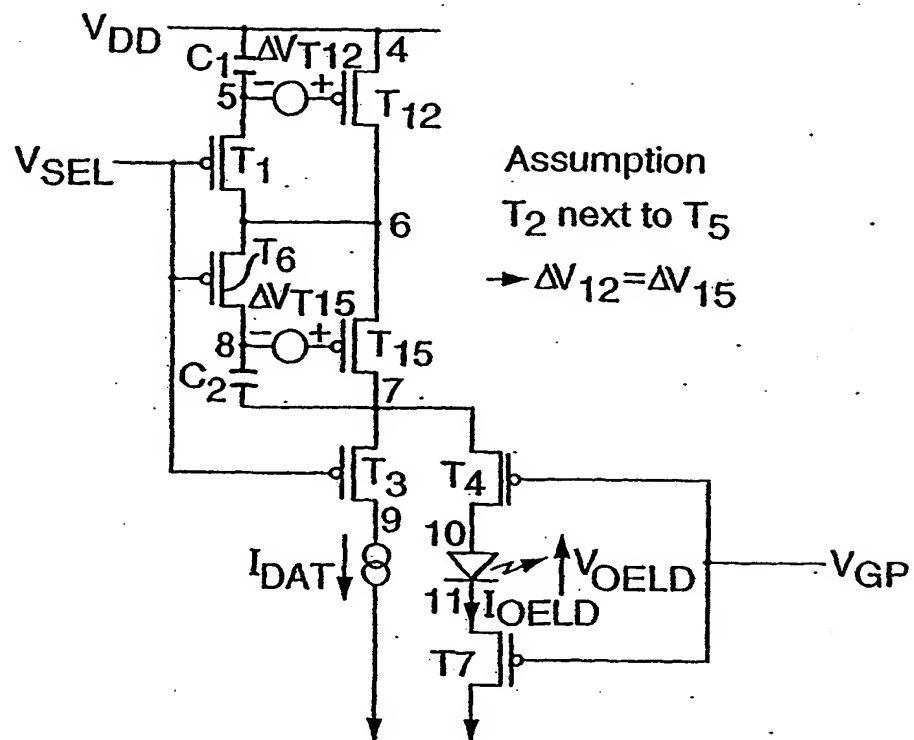 V_DD
4
C_1
ΔV_T12
5
− +
T_12
V_SEL
T_1
Assumption
T_2 next to T_5
→ ΔV_12=ΔV_15
6
T_6
ΔV_T15
8
− +
T_15
C_2
7
T_3
T_4
9
10
I_DAT
V_OELD
V_GP
11
I_OELD
T7